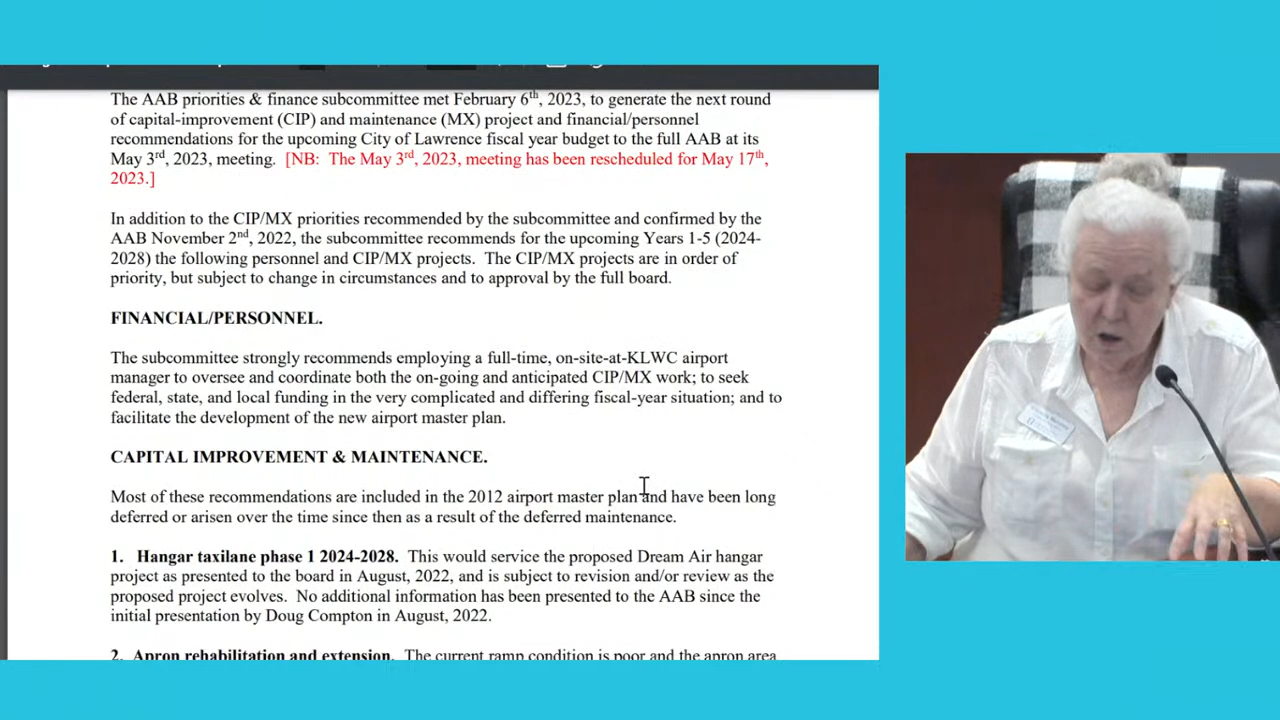 The AAB priorities & finance subcommittee met February 6th, 2023, to generate the next round
of capital-improvement (CIP) and maintenance (MX) project and financial/personnel
recommendations for the upcoming City of Lawrence fiscal year budget to the full AAB at its
May 3rd, 2023, meeting.  [NB:  The May 3rd, 2023, meeting has been rescheduled for May 17th,
2023.]
In addition to the CIP/MX priorities recommended by the subcommittee and confirmed by the
AAB November 2nd, 2022, the subcommittee recommends for the upcoming Years 1-5 (2024-
2028) the following personnel and CIP/MX projects.  The CIP/MX projects are in order of
priority, but subject to change in circumstances and to approval by the full board.
FINANCIAL/PERSONNEL.
The subcommittee strongly recommends employing a full-time, on-site-at-KLWC airport
manager to oversee and coordinate both the on-going and anticipated CIP/MX work; to seek
federal, state, and local funding in the very complicated and differing fiscal-year situation; and to
facilitate the development of the new airport master plan.
CAPITAL IMPROVEMENT & MAINTENANCE.
Most of these recommendations are included in the 2012 airport master plan and have been long
deferred or arisen over the time since then as a result of the deferred maintenance.
1.  Hangar taxilane phase 1 2024-2028.  This would service the proposed Dream Air hangar
project as presented to the board in August, 2022, and is subject to revision and/or review as the
proposed project evolves.  No additional information has been presented to the AAB since the
initial presentation by Doug Compton in August, 2022.
2.  Apron rehabilitation and extension.  The current ramp condition is poor and the apron area